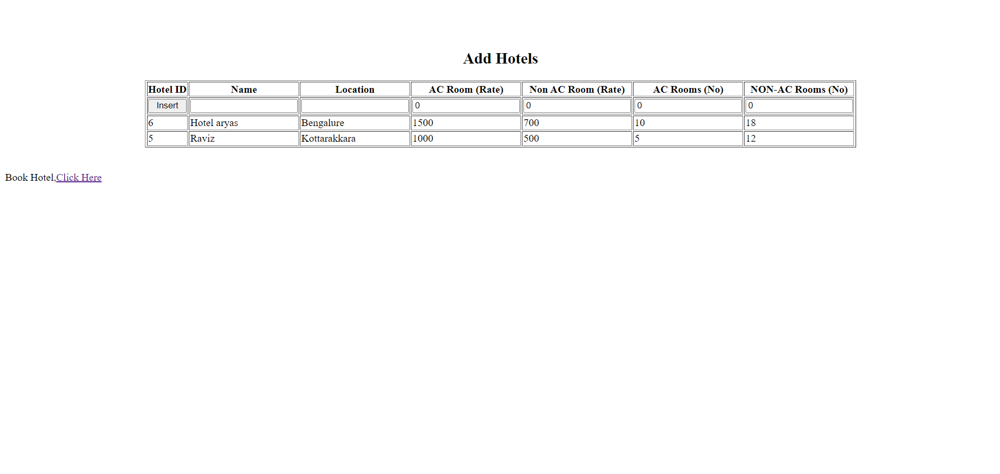 Add Hotels
Hotel ID Name Location AC Room (Rate) Non AC Room (Rate) AC Rooms (No) NON-AC Rooms (No)
Insert 0 0 0 0
6 Hotel aryas Bengalure 1500 700 10 18
5 Raviz Kottarakkara 1000 500 5 12
Book Hotel,Click Here